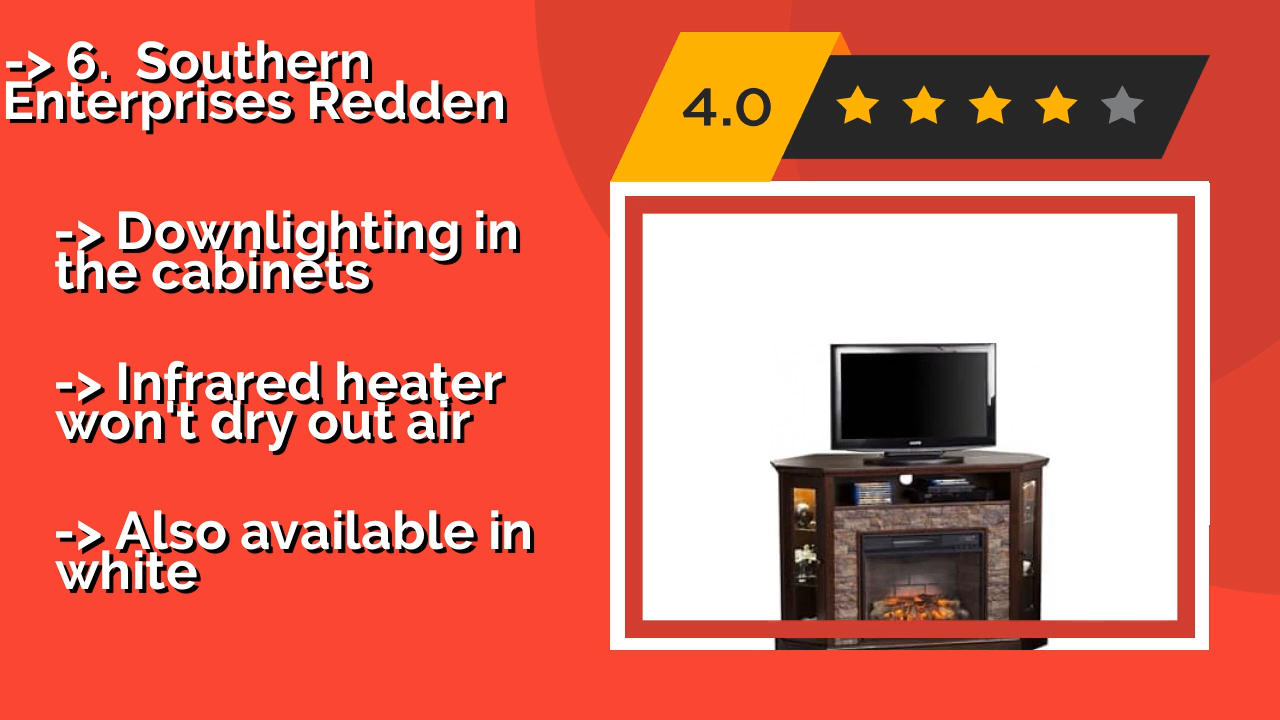 -> 6. Southern
Enterprises Redden
4.0
-> Downlighting in
the cabinets
-> Infrared heater
won't dry out air
-> Also available in
white